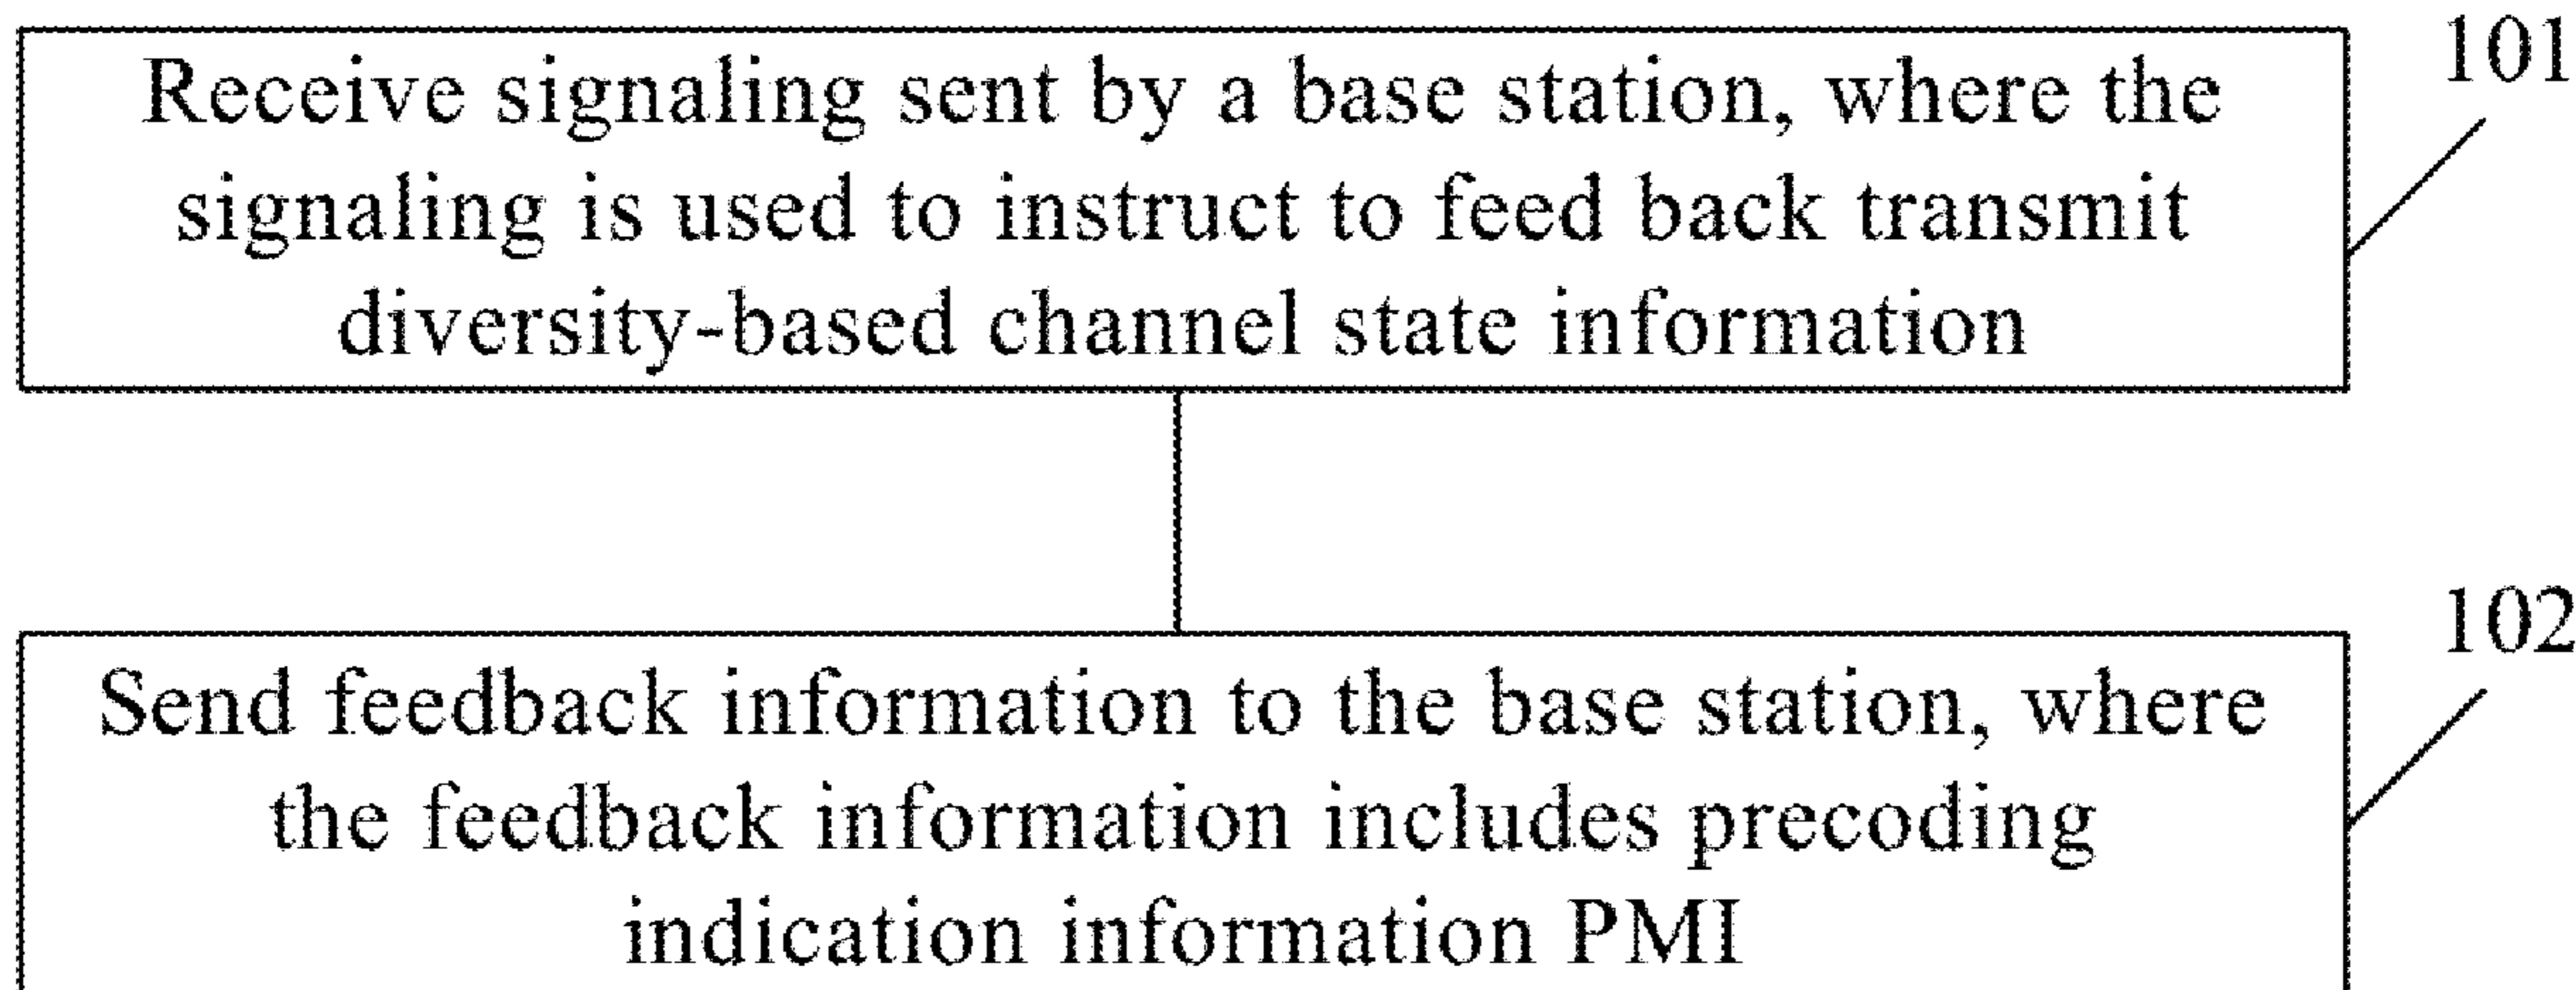 101
Receive signaling sent by a base station, where the
signaling is used to instruct to feed back transmit
diversity-based channel state information
102
Send feedback information to the base station, where
the feedback information includes precoding
indication information PMI